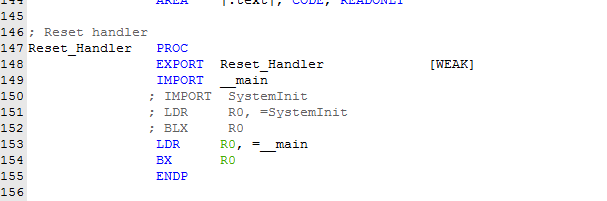 144 AREA |.text|, CODE, READONLY
145
146 ; Reset handler
147 Reset_Handler PROC
148 EXPORT Reset_Handler [WEAK]
149 IMPORT __main
150 ; IMPORT SystemInit
151 ; LDR R0, =SystemInit
152 ; BLX R0
153 LDR R0, =__main
154 BX R0
155 ENDP
156